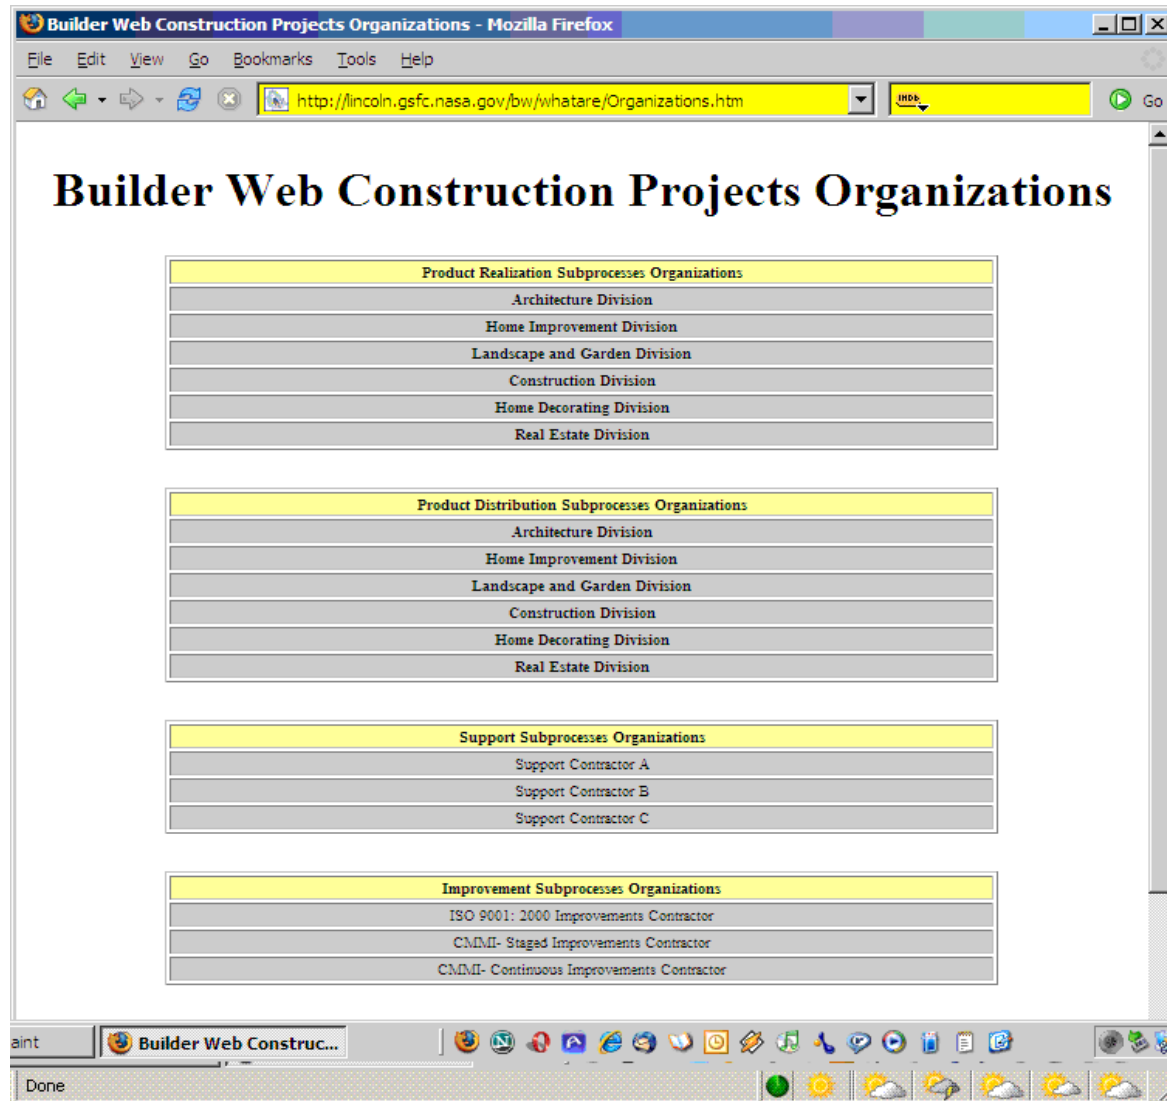 Builder Web Construction Projects Organizations - Mozilla Firefox
File Edit View Go Bookmarks Tools Help
http://lincoln.gsfc.nasa.gov/bw/whatare/Organizations.htm IMDb Go
Builder Web Construction Projects Organizations
Product Realization Subprocesses Organizations
Architecture Division
Home Improvement Division
Landscape and Garden Division
Construction Division
Home Decorating Division
Real Estate Division
Product Distribution Subprocesses Organizations
Architecture Division
Home Improvement Division
Landscape and Garden Division
Construction Division
Home Decorating Division
Real Estate Division
Support Subprocesses Organizations
Support Contractor A
Support Contractor B
Support Contractor C
Improvement Subprocesses Organizations
ISO 9001: 2000 Improvements Contractor
CMMI- Staged Improvements Contractor
CMMI- Continuous Improvements Contractor
aint Builder Web Construc...
Done